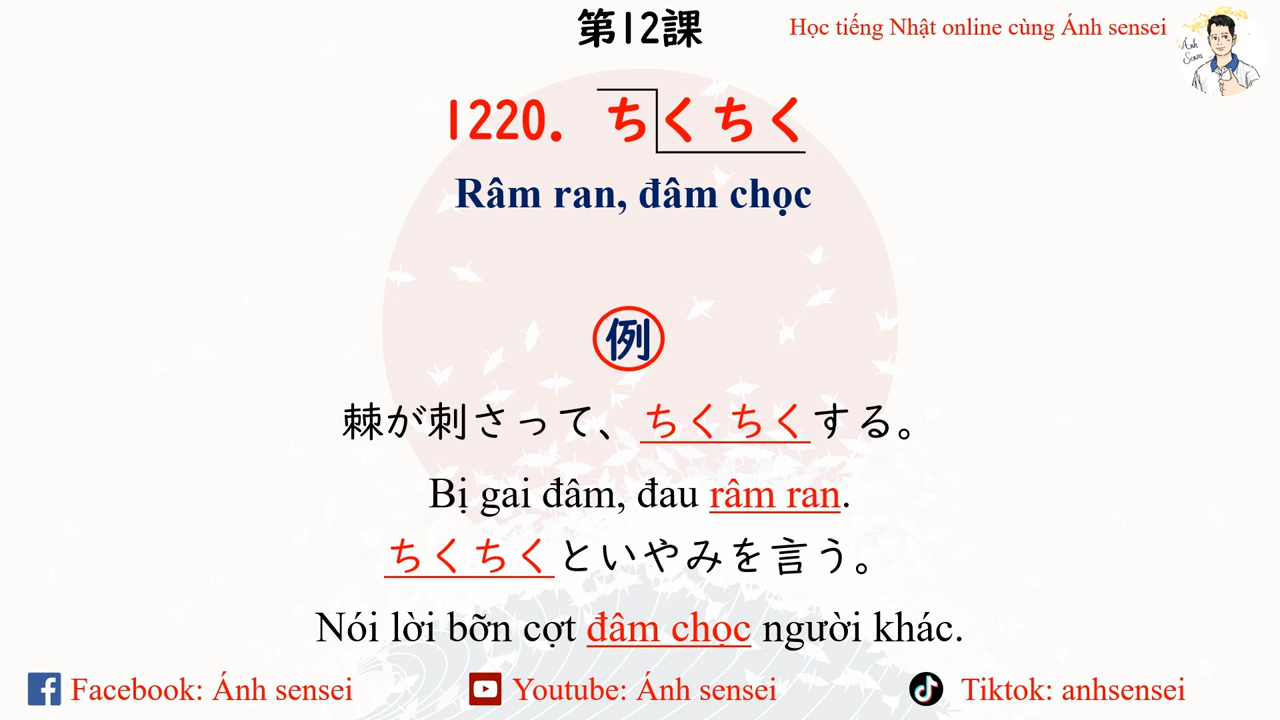 第12課
Học tiếng Nhật online cùng Ánh sensei
Ánh Sensei
1220. ちくちく
Râm ran, đâm chọc
例
棘が刺さって、ちくちくする。
Bị gai đâm, đau râm ran.
ちくちくといやみを言う。
Nói lời bỡn cợt đâm chọc người khác.
Facebook: Ánh sensei
Youtube: Ánh sensei
Tiktok: anhsensei